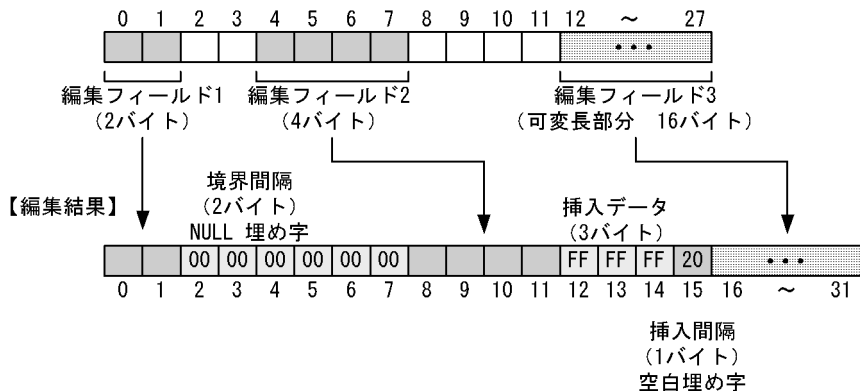 0 1 2 3 4 5 6 7 8 9 10 11 12 ～ 27
・・・
編集フィールド1
(2バイト)
編集フィールド2
(4バイト)
編集フィールド3
(可変長部分 16バイト)
【編集結果】
境界間隔
(2バイト)
NULL 埋め字
挿入データ
(3バイト)
00 00 00 00 00 00 FF FF FF 20 ・・・
0 1 2 3 4 5 6 7 8 9 10 11 12 13 14 15 16 ～ 31
挿入間隔
(1バイト)
空白埋め字